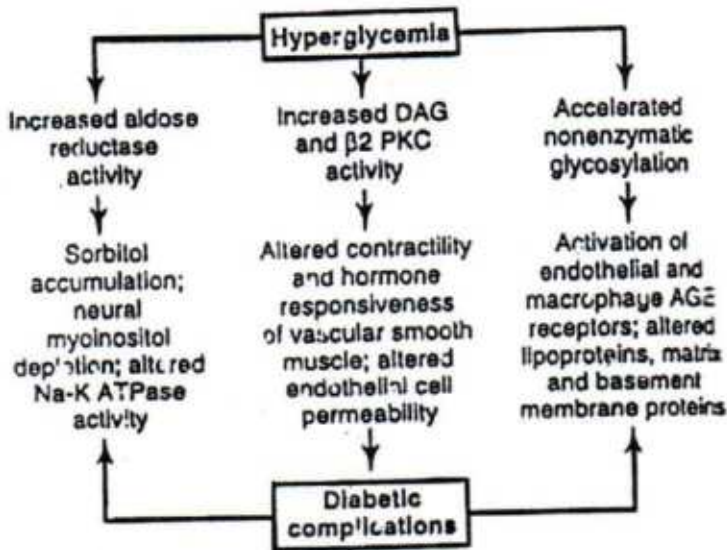 Hyperglycemia
Increased aldose
reductase
activity
Increased DAG
and β2 PKC
activity
Accelerated
nonenzymatic
glycosylation
Sorbitol
accumulation;
neural
myoinositol
depletion; altered
Na-K ATPase
activity
Altered contractility
and hormone
responsiveness
of vascular smooth
muscle; altered
endothelial cell
permeability
Activation of
endothelial and
macrophage AGE
receptors; altered
lipoproteins, matrix
and basement
membrane proteins
Diabetic
complications